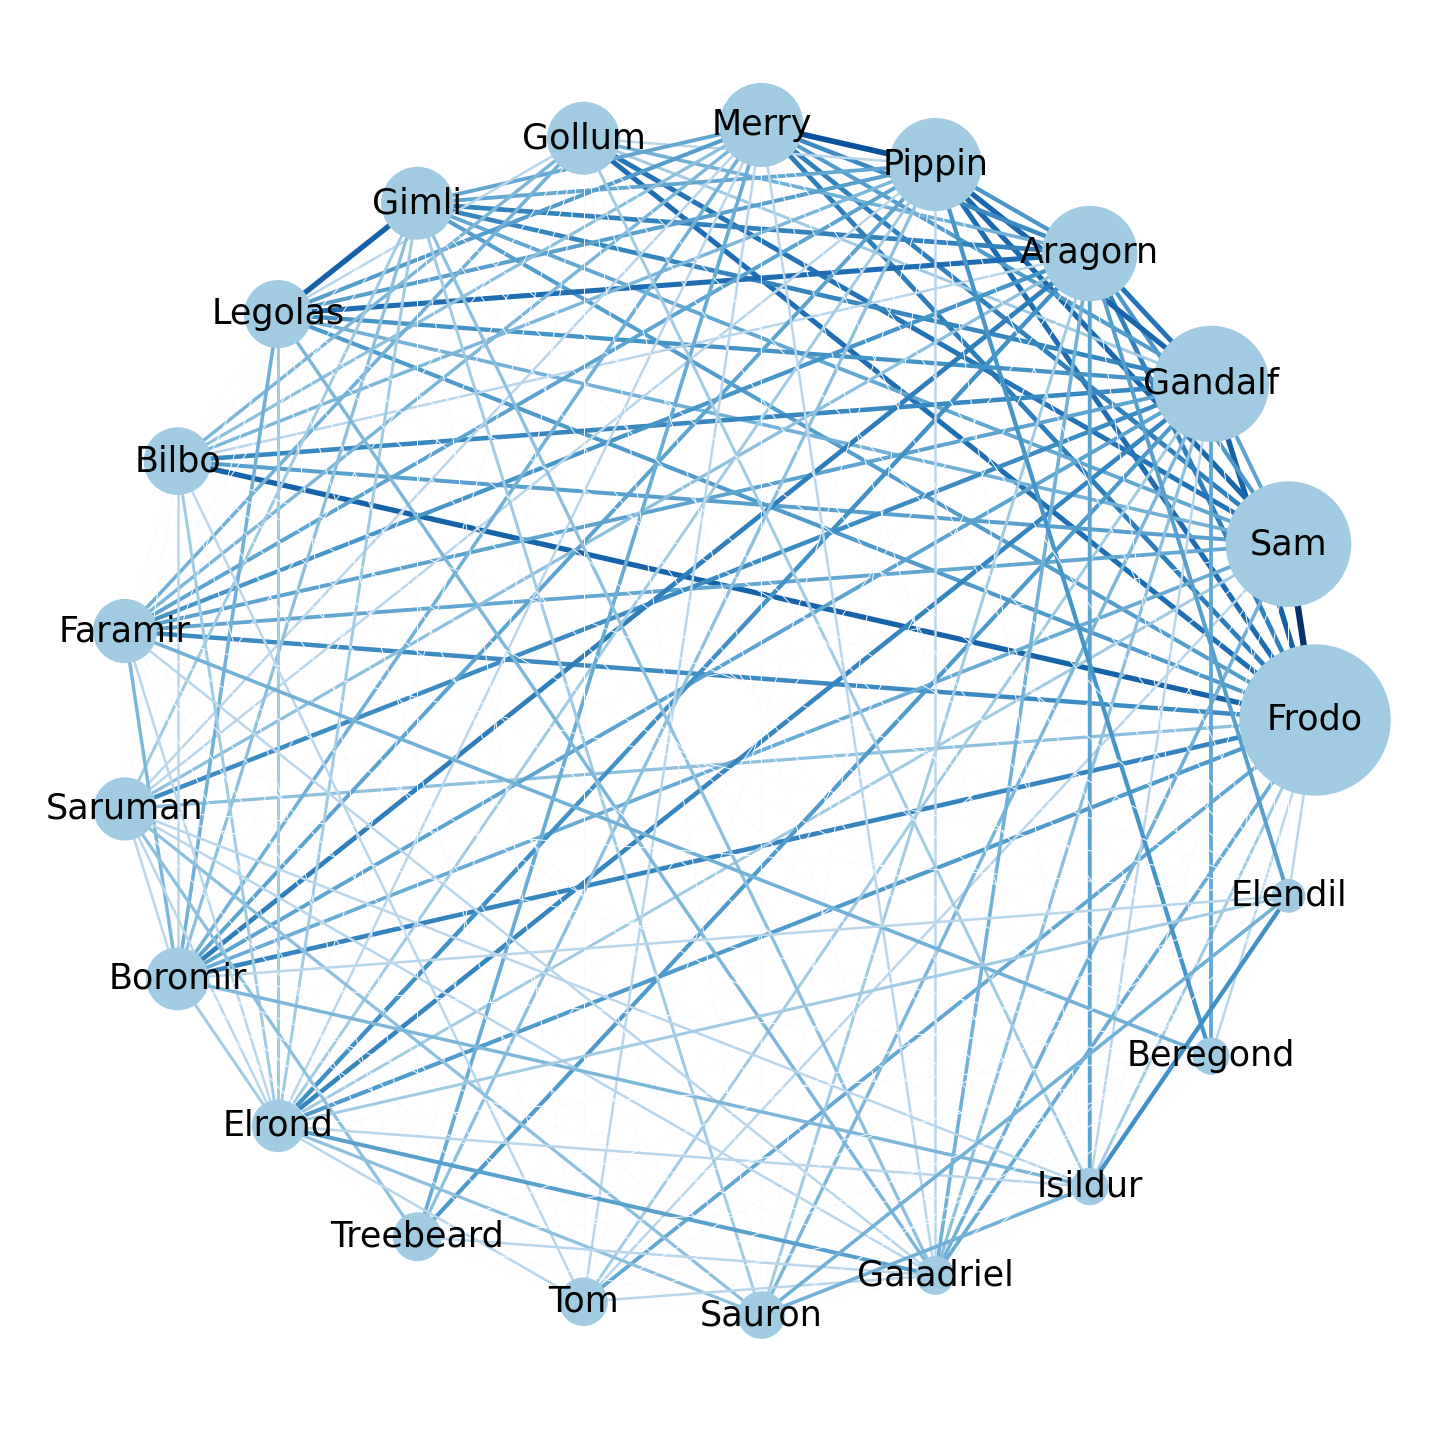 Merry
Gollum
Pippin
Gimli
Aragorn
Legolas
Gandalf
Bilbo
Sam
Faramir
Frodo
Saruman
Elendil
Boromir
Beregond
Elrond
Isildur
Treebeard
Galadriel
Tom
Sauron